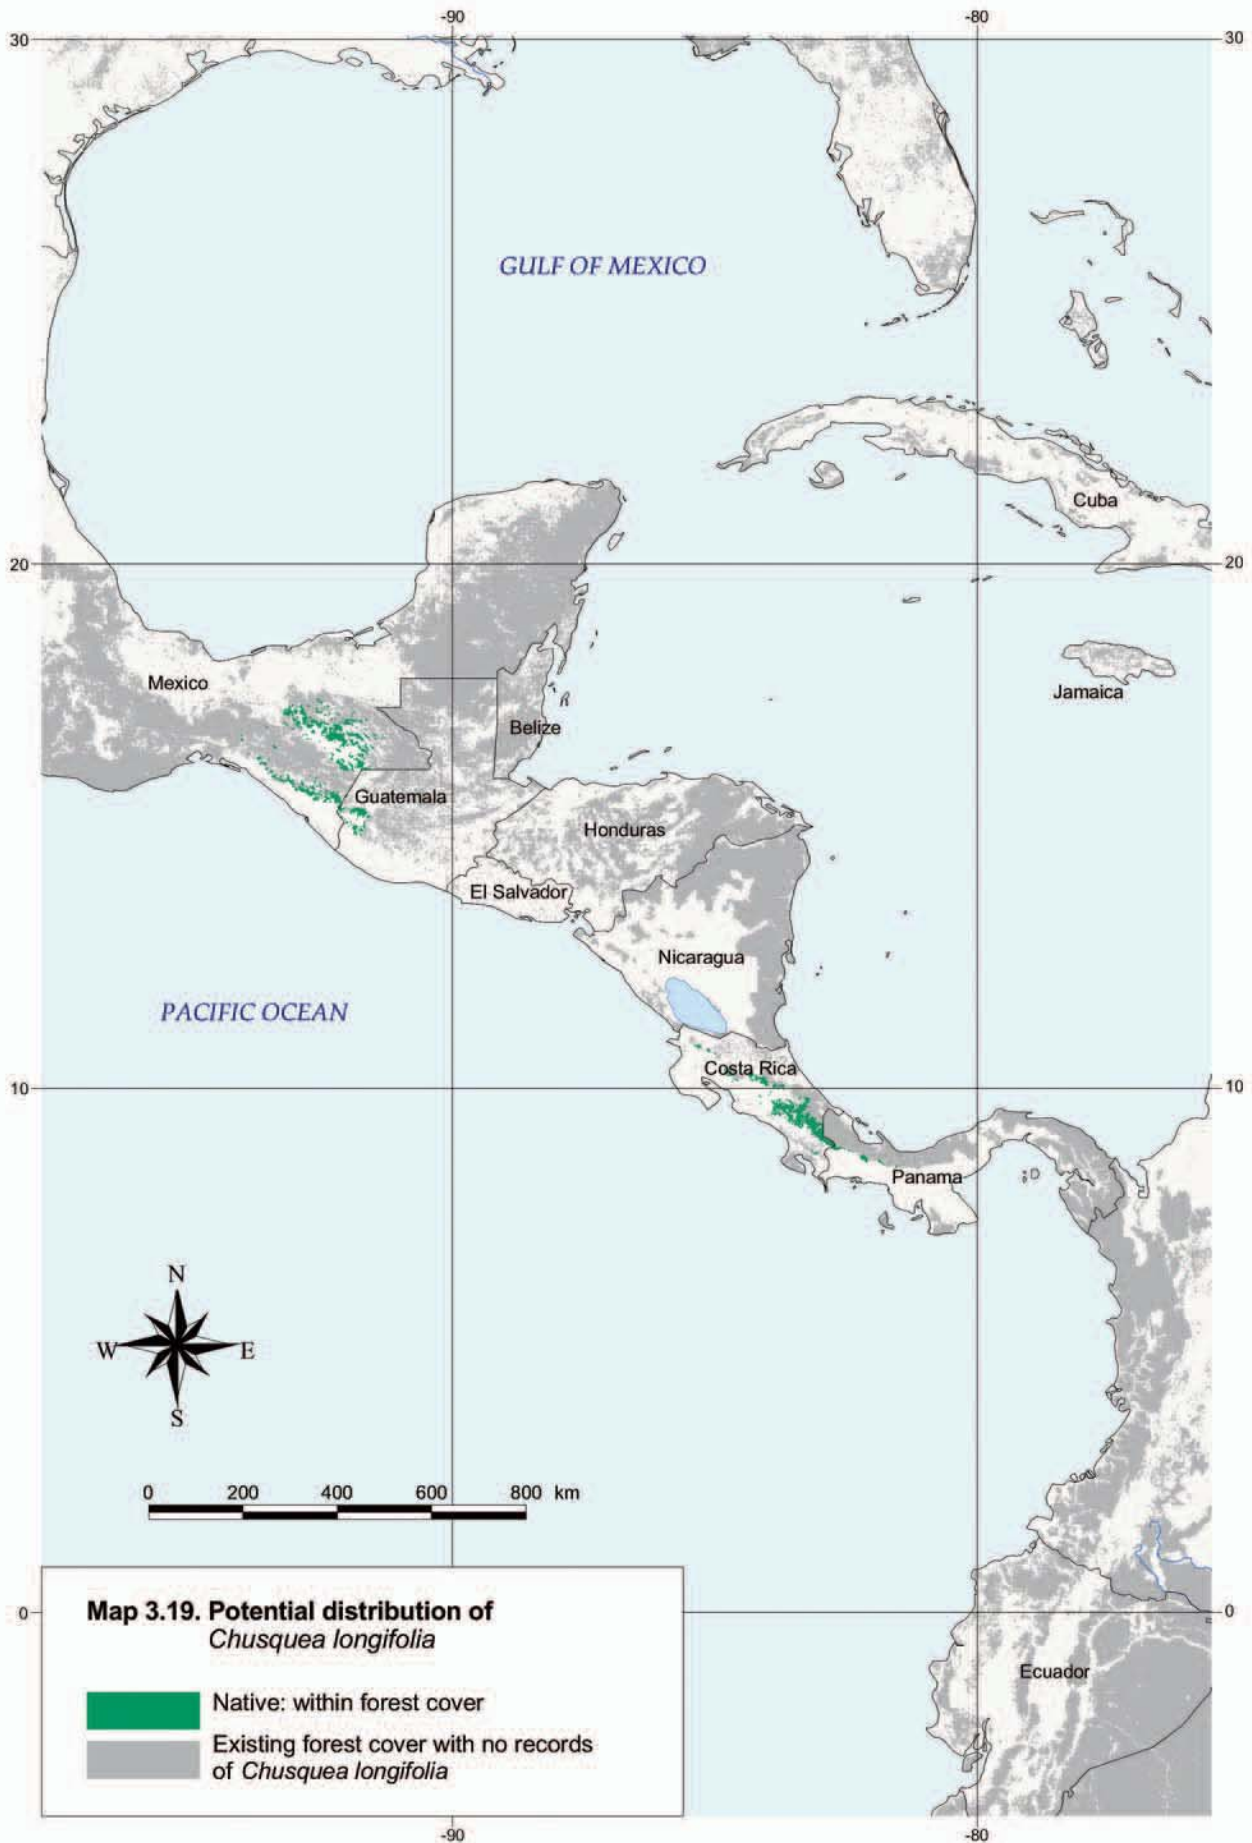 -90
-80
30
30
GULF OF MEXICO
Cuba
20
20
Mexico
Jamaica
Belize
Guatemala
Honduras
El Salvador
Nicaragua
PACIFIC OCEAN
Costa Rica
10
10
Panama
N
W
E
S
0 200 400 600 800 km
Map 3.19. Potential distribution of
Chusquea longifolia
0
0
Ecuador
Native: within forest cover
Existing forest cover with no records
of Chusquea longifolia
-90
-80